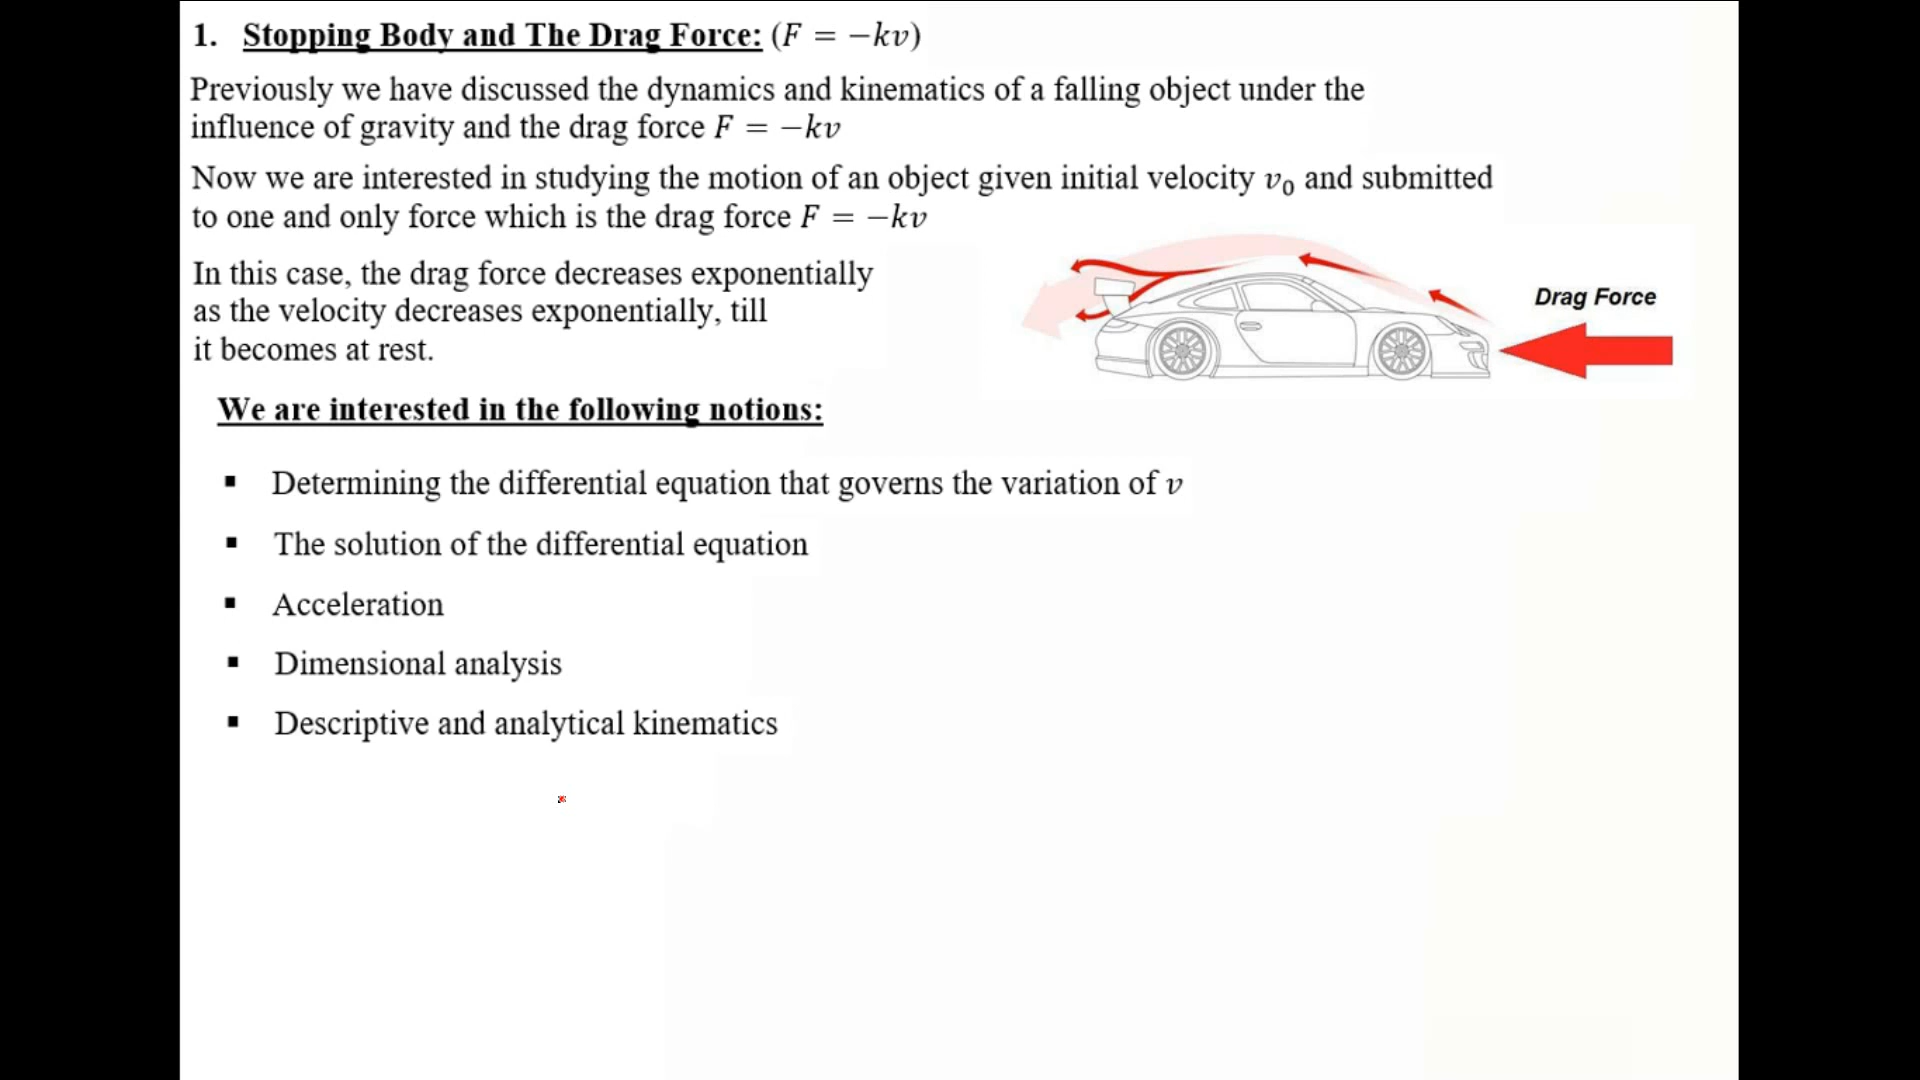 1. Stopping Body and The Drag Force: (F = −kv)
Previously we have discussed the dynamics and kinematics of a falling object under the
influence of gravity and the drag force F = −kv
Now we are interested in studying the motion of an object given initial velocity v₀ and submitted
to one and only force which is the drag force F = −kv
In this case, the drag force decreases exponentially
as the velocity decreases exponentially, till
it becomes at rest.
Drag Force
We are interested in the following notions:
▪ Determining the differential equation that governs the variation of v
▪ The solution of the differential equation
▪ Acceleration
▪ Dimensional analysis
▪ Descriptive and analytical kinematics